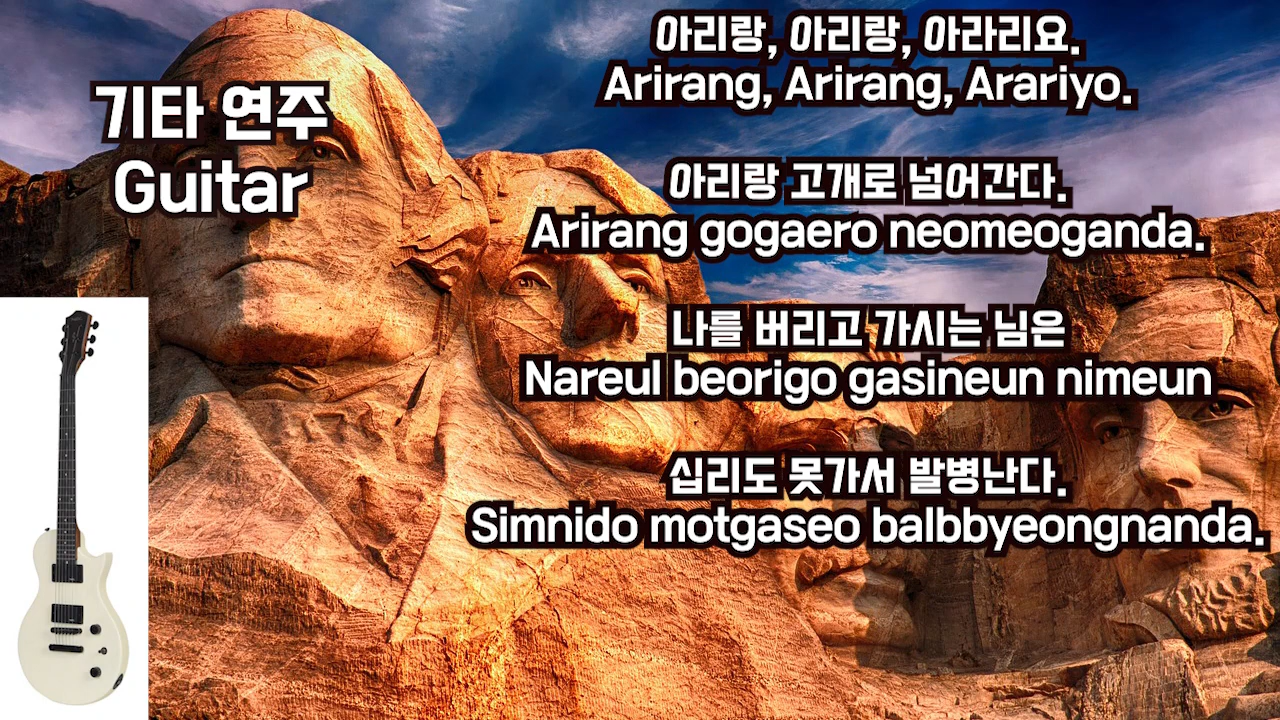 기타 연주
Guitar
아리랑, 아리랑, 아라리요.
Arirang, Arirang, Arariyo.
아리랑 고개로 넘어간다.
Arirang gogaero neomeoganda.
나를 버리고 가시는 님은
Nareul beorigo gasineun nimeun
십리도 못가서 발병난다.
Simnido motgaseo balbbyeongnanda.